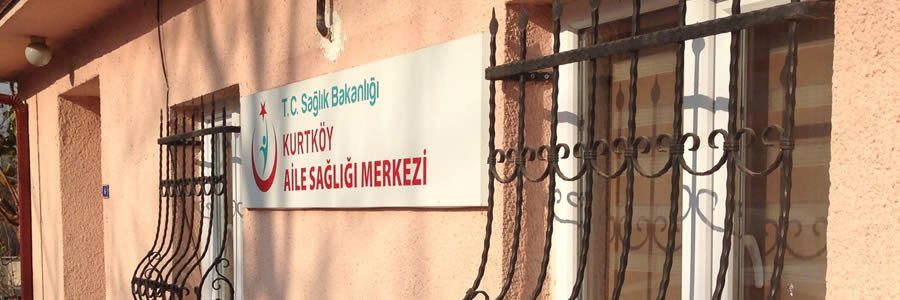 T.C. Sağlık Bakanlığı
KURTKÖY
AİLE SAĞLIĞI MERKEZİ